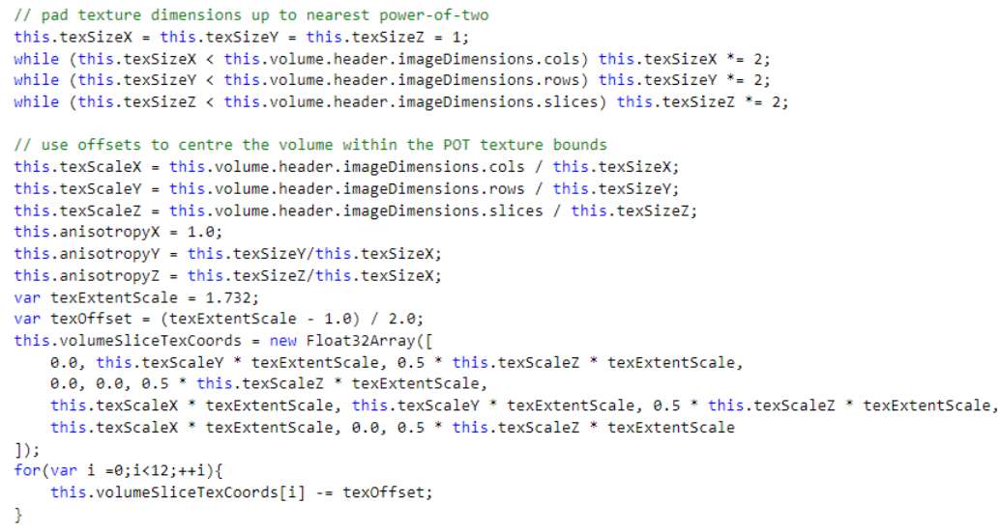 // pad texture dimensions up to nearest power-of-two
this.texSizeX = this.texSizeY = this.texSizeZ = 1;
while (this.texSizeX < this.volume.header.imageDimensions.cols) this.texSizeX *= 2;
while (this.texSizeY < this.volume.header.imageDimensions.rows) this.texSizeY *= 2;
while (this.texSizeZ < this.volume.header.imageDimensions.slices) this.texSizeZ *= 2;

// use offsets to centre the volume within the POT texture bounds
this.texScaleX = this.volume.header.imageDimensions.cols / this.texSizeX;
this.texScaleY = this.volume.header.imageDimensions.rows / this.texSizeY;
this.texScaleZ = this.volume.header.imageDimensions.slices / this.texSizeZ;
this.anisotropyX = 1.0;
this.anisotropyY = this.texSizeY/this.texSizeX;
this.anisotropyZ = this.texSizeZ/this.texSizeX;
var texExtentScale = 1.732;
var texOffset = (texExtentScale - 1.0) / 2.0;
this.volumeSliceTexCoords = new Float32Array([
    0.0, this.texScaleY * texExtentScale, 0.5 * this.texScaleZ * texExtentScale,
    0.0, 0.0, 0.5 * this.texScaleZ * texExtentScale,
    this.texScaleX * texExtentScale, this.texScaleY * texExtentScale, 0.5 * this.texScaleZ * texExtentScale,
    this.texScaleX * texExtentScale, 0.0, 0.5 * this.texScaleZ * texExtentScale
]);
for(var i =0;i<12;++i){
    this.volumeSliceTexCoords[i] -= texOffset;
}